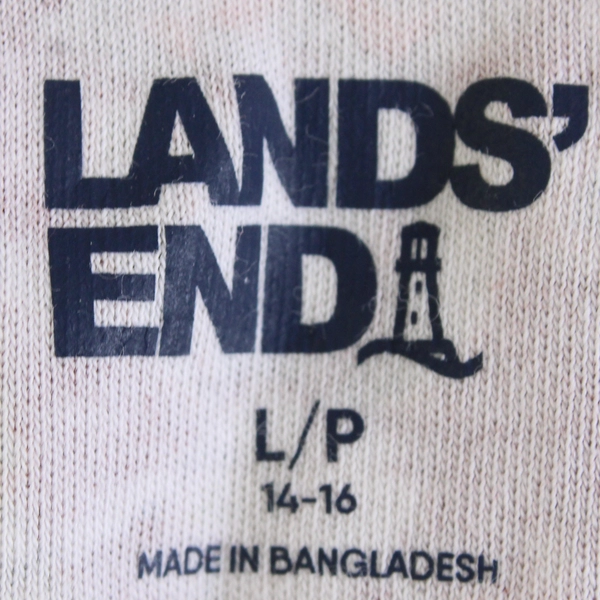 LANDS'
END
L/P
14-16
MADE IN BANGLADESH